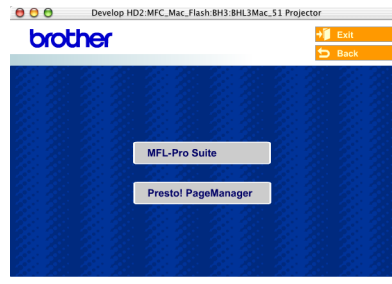 Develop HD2:MFC_Mac_Flash:BH3:BHL3Mac_51 Projector
brother
Exit
Back
MFL-Pro Suite
Presto! PageManager